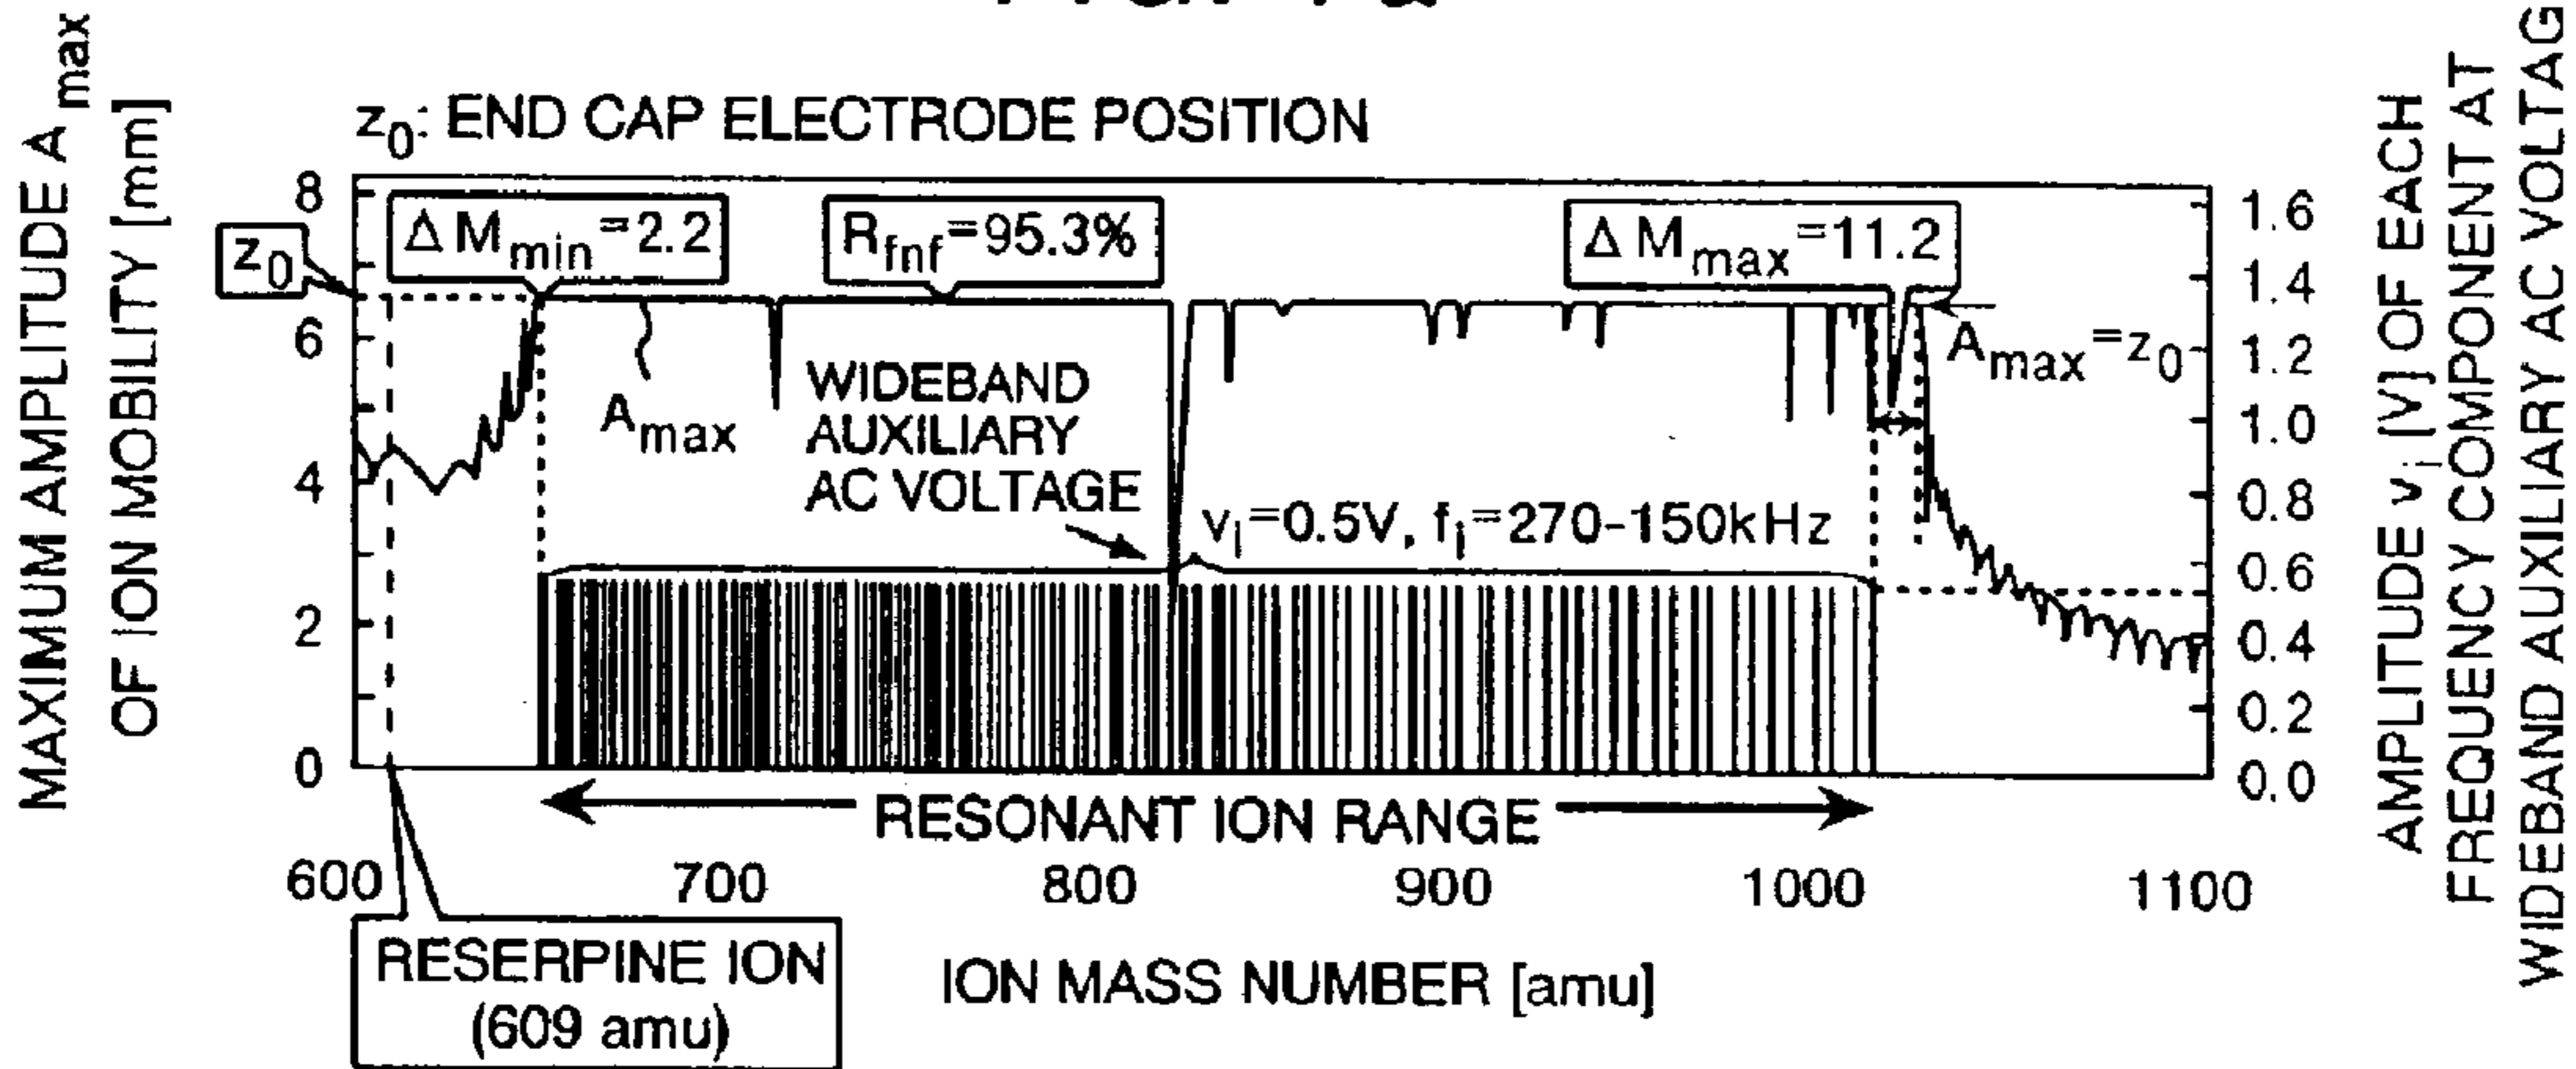 z0: END CAP ELECTRODE POSITION
MAXIMUM AMPLITUDE Amax
OF ION MOBILITY [mm]
8
6
4
2
0
z0
ΔMmin=2.2
Rfnf=95.3%
ΔMmax=11.2
Amax
WIDEBAND
AUXILIARY
AC VOLTAGE
vi=0.5V, fi=270-150kHz
Amax=z0
1.6
1.4
1.2
1.0
0.8
0.6
0.4
0.2
0.0
AMPLITUDE vi [V] OF EACH
FREQUENCY COMPONENT AT
WIDEBAND AUXILIARY AC VOLTAG
RESONANT ION RANGE
600 700 800 900 1000 1100
RESERPINE ION
(609 amu)
ION MASS NUMBER [amu]